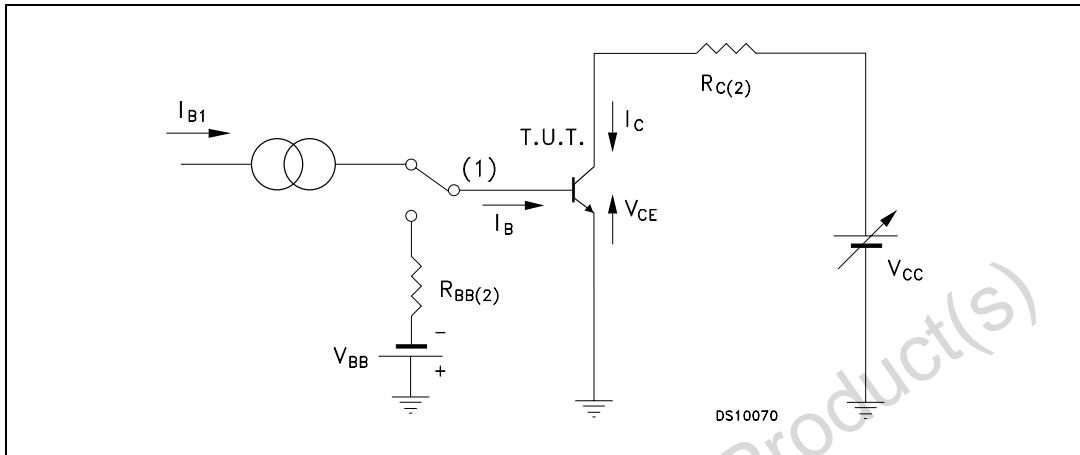 I_B1
R_C(2)
T.U.T.
I_C
(1)
I_B
V_CE
R_BB(2)
V_CC
V_BB
−
+
DS10070
Product(s)